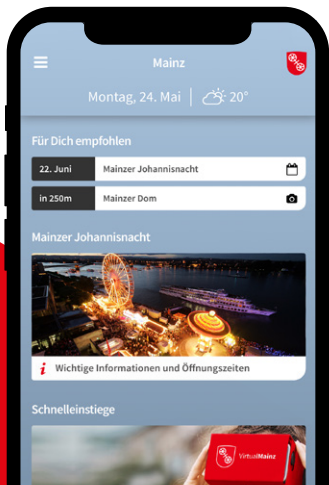 Mainz
Montag, 24. Mai | 20°
Für Dich empfohlen
22. Juni Mainzer Johannisnacht
in 250m Mainzer Dom
Mainzer Johannisnacht
i Wichtige Informationen und Öffnungszeiten
Schnelleinstiege
VirtualMainz